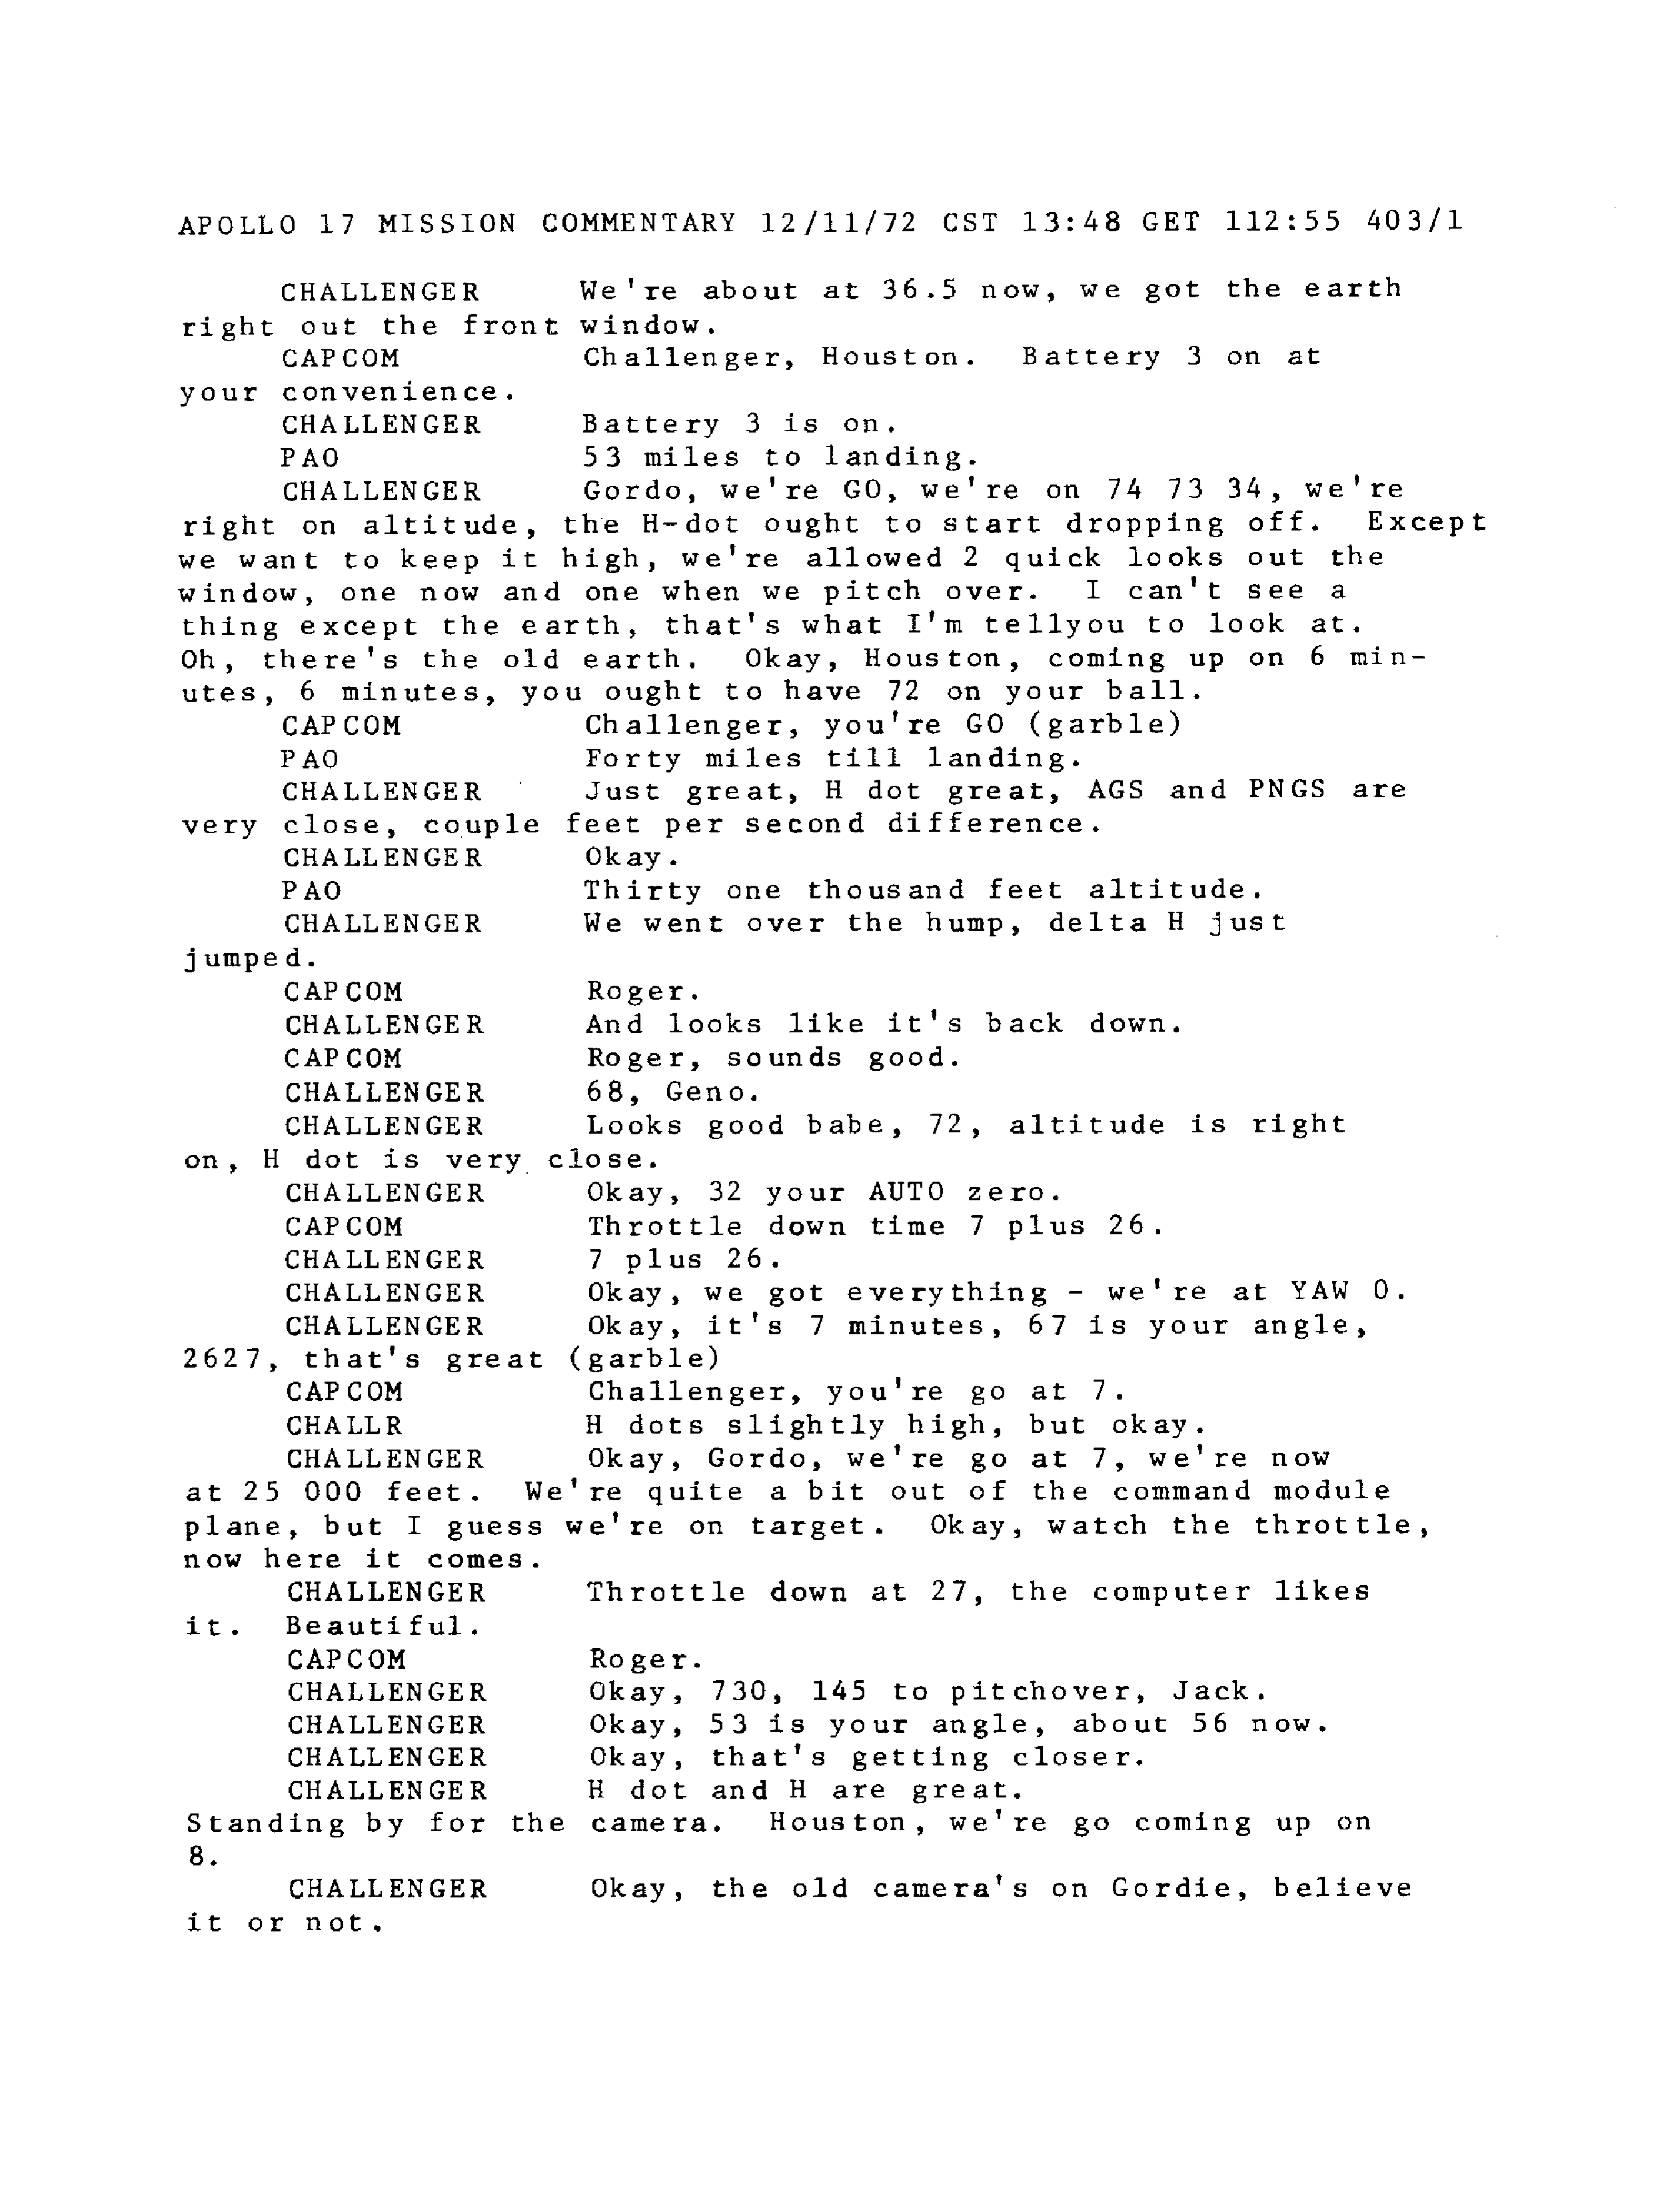 APOLLO 17 MISSION COMMENTARY 12/11/72 CST 13:48 GET 112:55 403/1
CHALLENGER We're about at 36.5 now, we got the earth
right out the front window.
CAPCOM Challenger, Houston. Battery 3 on at
your convenience.
CHALLENGER Battery 3 is on.
PAO 53 miles to landing.
CHALLENGER Gordo, we're GO, we're on 74 73 34, we're
right on altitude, the H-dot ought to start dropping off. Except
we want to keep it high, we're allowed 2 quick looks out the
window, one now and one when we pitch over. I can't see a
thing except the earth, that's what I'm tellyou to look at.
Oh, there's the old earth. Okay, Houston, coming up on 6 min-
utes, 6 minutes, you ought to have 72 on your ball.
CAPCOM Challenger, you're GO (garble)
PAO Forty miles till landing.
CHALLENGER Just great, H dot great, AGS and PNGS are
very close, couple feet per second difference.
CHALLENGER Okay.
PAO Thirty one thousand feet altitude.
CHALLENGER We went over the hump, delta H just
jumped.
CAPCOM Roger.
CHALLENGER And looks like it's back down.
CAPCOM Roger, sounds good.
CHALLENGER 68, Geno.
CHALLENGER Looks good babe, 72, altitude is right
on, H dot is very close.
CHALLENGER Okay, 32 your AUTO zero.
CAPCOM Throttle down time 7 plus 26.
CHALLENGER 7 plus 26.
CHALLENGER Okay, we got everything - we're at YAW 0.
CHALLENGER Okay, it's 7 minutes, 67 is your angle,
2627, that's great (garble)
CAPCOM Challenger, you're go at 7.
CHALLR H dots slightly high, but okay.
CHALLENGER Okay, Gordo, we're go at 7, we're now
at 25 000 feet. We're quite a bit out of the command module
plane, but I guess we're on target. Okay, watch the throttle,
now here it comes.
CHALLENGER Throttle down at 27, the computer likes
it. Beautiful.
CAPCOM Roger.
CHALLENGER Okay, 730, 145 to pitchover, Jack.
CHALLENGER Okay, 53 is your angle, about 56 now.
CHALLENGER Okay, that's getting closer.
CHALLENGER H dot and H are great.
Standing by for the camera. Houston, we're go coming up on
8.
CHALLENGER Okay, the old camera's on Gordie, believe
it or not.